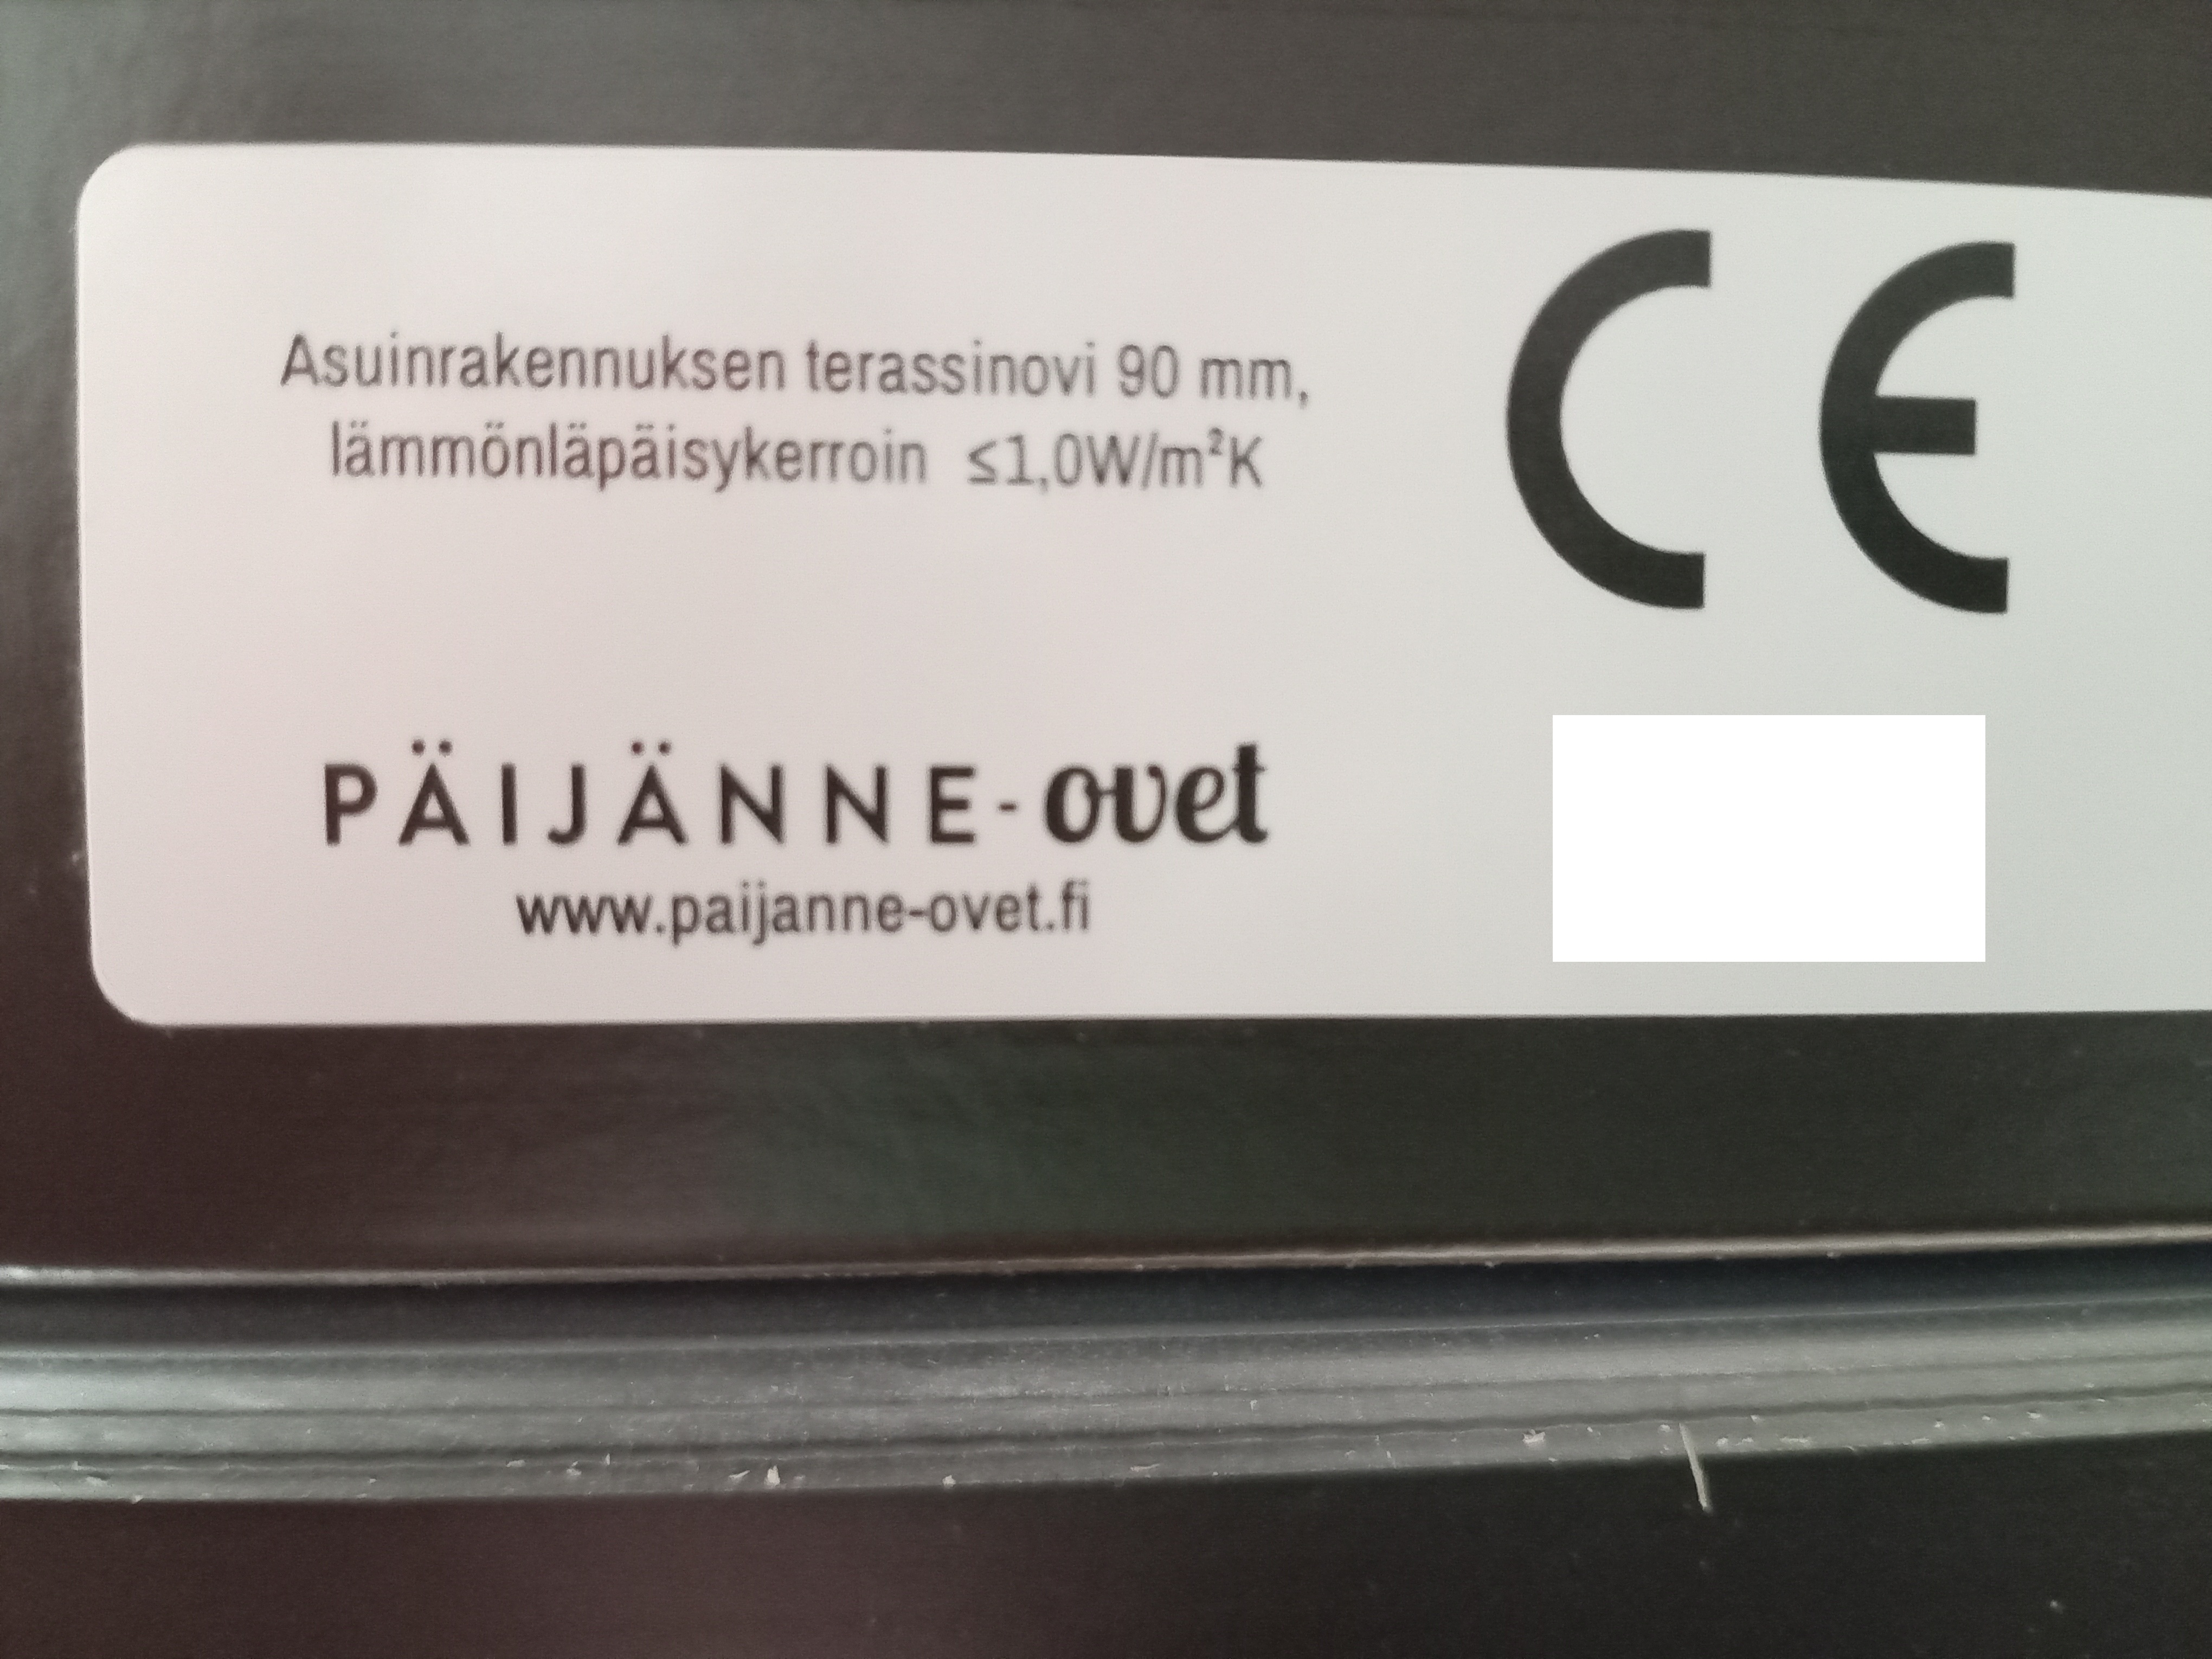 Asuinrakennuksen terassinovi 90 mm,
lämmönläpäisykerroin ≤1,0W/m²K
CE
PÄIJÄNNE-ovet
www.paijanne-ovet.fi